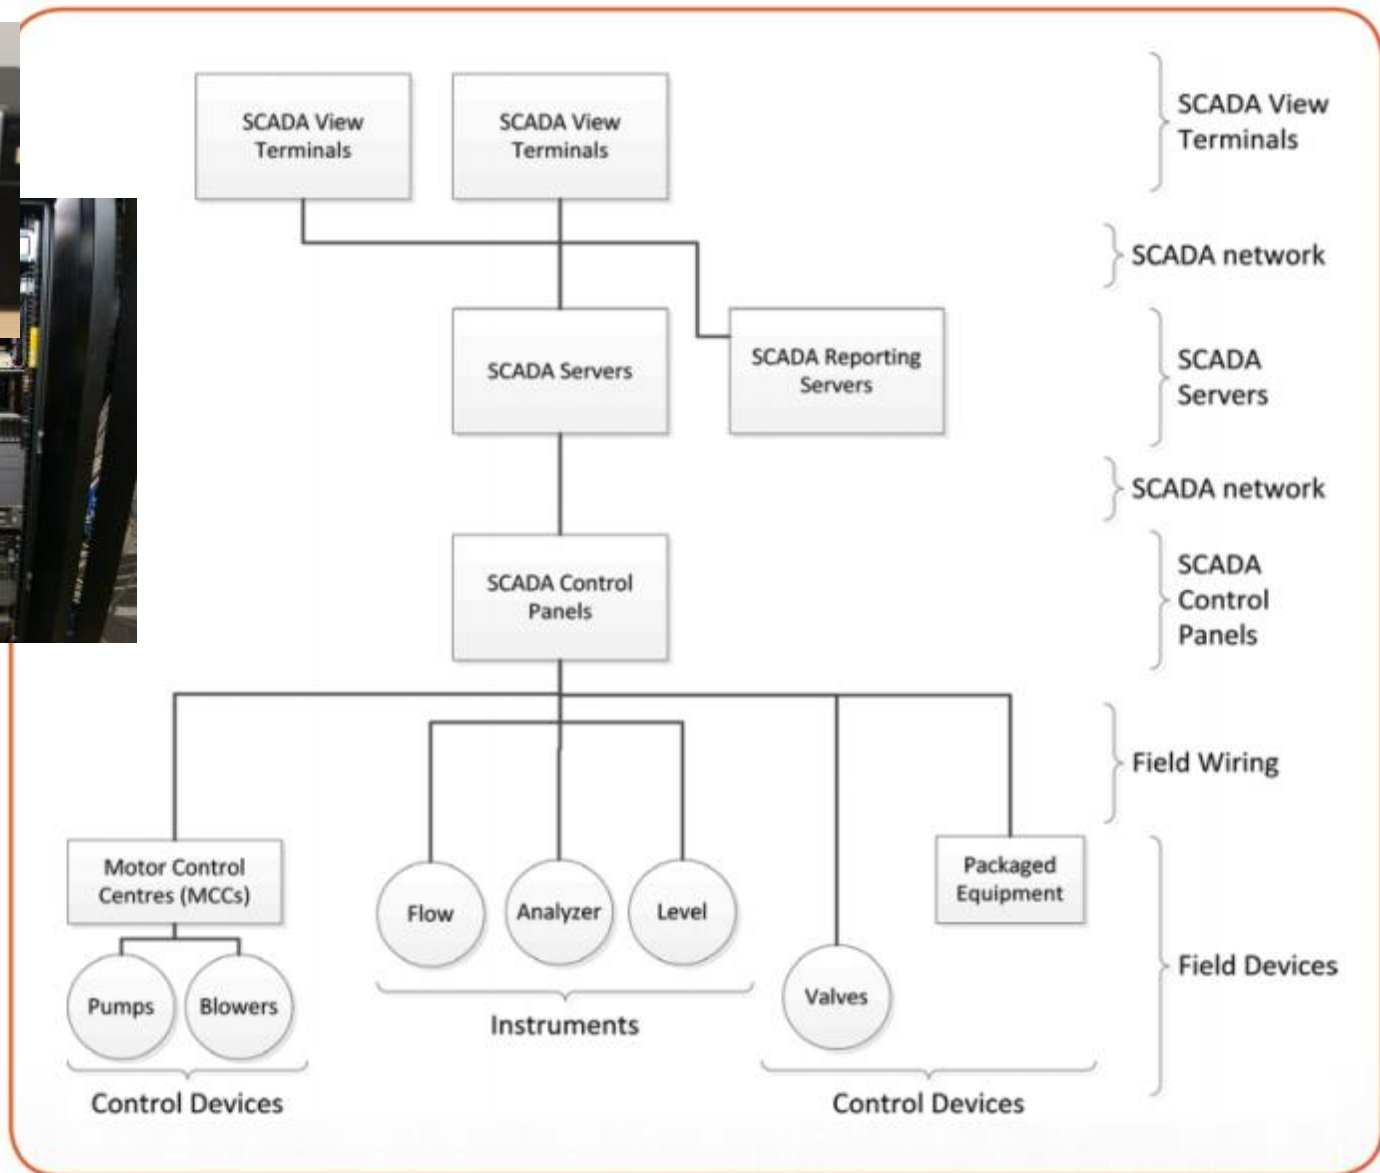 SCADA View
Terminals
SCADA View
Terminals
SCADA View
Terminals
SCADA network
SCADA Servers
SCADA Reporting
Servers
SCADA
Servers
SCADA network
SCADA Control
Panels
SCADA
Control
Panels
Field Wiring
Motor Control
Centres (MCCs)
Flow
Analyzer
Level
Packaged
Equipment
Pumps
Blowers
Valves
Field Devices
Instruments
Control Devices
Control Devices